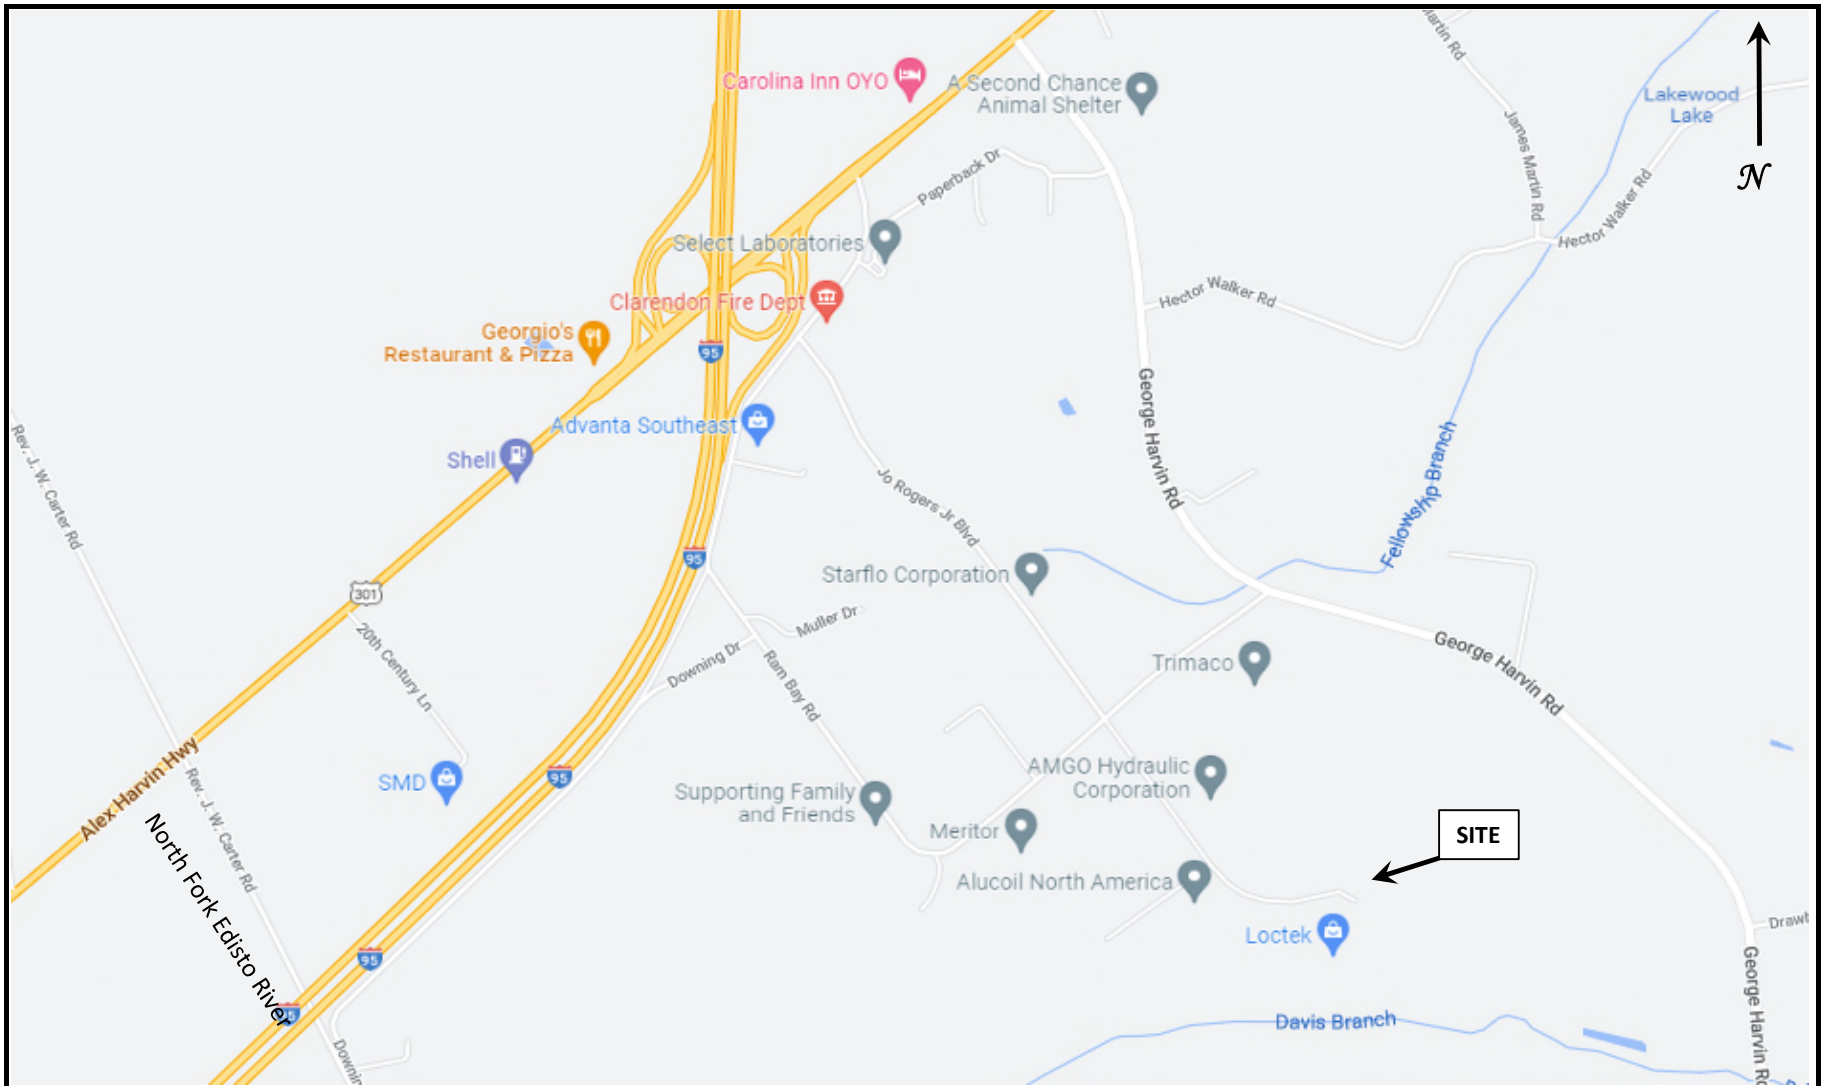 Martin Rd
Carolina Inn OYO
A Second Chance
Animal Shelter
Lakewood
Lake
James Martin Rd
N
Paperback Dr
Hector Walker Rd
Select Laboratories
Hector Walker Rd
Clarendon Fire Dept
Georgio's
Restaurant & Pizza
95
George Harvin Rd
Advanta Southeast
Rev. J. W. Carter Rd
Shell
Jo Rogers Jr Blvd
Fellowship Branch
95
Starflo Corporation
301
Muller Dr
20th Century Ln
Downing Dr
Ram Bay Rd
Trimaco
George Harvin Rd
Alex Harvin Hwy
Rev. J. W. Carter Rd
SMD
95
AMGO Hydraulic
Corporation
Supporting Family
and Friends
Meritor
SITE
North Fork Edisto River
Alucoil North America
Loctek
Drawb
95
George Harvin Rd
95
Davis Branch
Downin